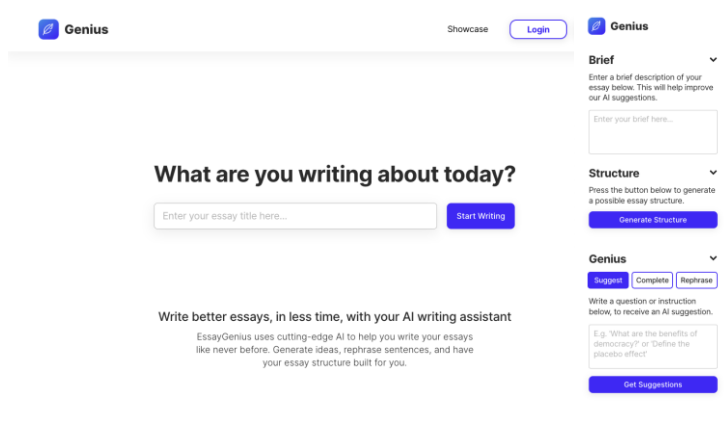 Genius
Showcase
Login
What are you writing about today?
Enter your essay title here...
Start Writing
Write better essays, in less time, with your AI writing assistant
EssayGenius uses cutting-edge AI to help you write your essays
like never before. Generate ideas, rephrase sentences, and have
your essay structure built for you.
Genius
Brief
Enter a brief description of your
essay below. This will help improve
our AI suggestions.
Enter your brief here...
Structure
Press the button below to generate
a possible essay structure.
Generate Structure
Genius
Suggest
Complete
Rephrase
Write a question or instruction
below, to receive an AI suggestion.
E.g. 'What are the benefits of
democracy?' or 'Define the
placebo effect'
Get Suggestions